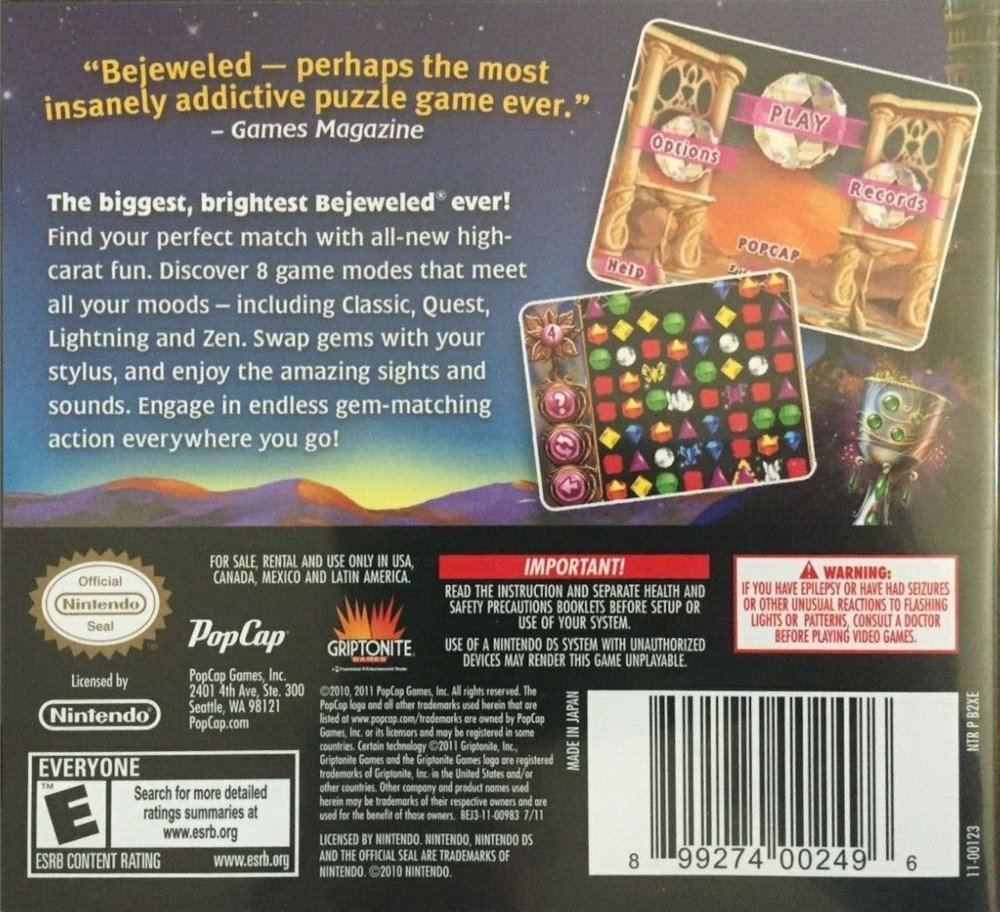 “Bejeweled — perhaps the most
insanely addictive puzzle game ever.”
– Games Magazine
The biggest, brightest Bejeweled® ever!
Find your perfect match with all-new high-
carat fun. Discover 8 game modes that meet
all your moods – including Classic, Quest,
Lightning and Zen. Swap gems with your
stylus, and enjoy the amazing sights and
sounds. Engage in endless gem-matching
action everywhere you go!
PLAY
Options
Records
POPCAP
Help
4
?
Official
Nintendo
Seal
TM
Licensed by
Nintendo®
FOR SALE, RENTAL AND USE ONLY IN USA,
CANADA, MEXICO AND LATIN AMERICA.
PopCap®
PopCap Games, Inc.
2401 4th Ave, Ste. 300
Seattle, WA 98121
PopCap.com
GRIPTONITE
GAMES
A Foundation 9 Entertainment Studio
IMPORTANT!
READ THE INSTRUCTION AND SEPARATE HEALTH AND
SAFETY PRECAUTIONS BOOKLETS BEFORE SETUP OR
USE OF YOUR SYSTEM.
USE OF A NINTENDO DS SYSTEM WITH UNAUTHORIZED
DEVICES MAY RENDER THIS GAME UNPLAYABLE.
WARNING:
IF YOU HAVE EPILEPSY OR HAVE HAD SEIZURES
OR OTHER UNUSUAL REACTIONS TO FLASHING
LIGHTS OR PATTERNS, CONSULT A DOCTOR
BEFORE PLAYING VIDEO GAMES.
©2010, 2011 PopCap Games, Inc. All rights reserved. The
PopCap logo and all other trademarks used herein that are
listed at www.popcap.com/trademarks are owned by PopCap
Games, Inc. or its licensors and may be registered in some
countries. Certain technology ©2011 Griptonite, Inc.,
Griptonite Games and the Griptonite Games logo are registered
trademarks of Griptonite, Inc. in the United States and/or
other countries. Other company and product names used
herein may be trademarks of their respective owners and are
used for the benefit of those owners. BEJ3-11-00983 7/11
LICENSED BY NINTENDO. NINTENDO, NINTENDO DS
AND THE OFFICIAL SEAL ARE TRADEMARKS OF
NINTENDO. ©2010 NINTENDO.
EVERYONE
TM
E
®
Search for more detailed
ratings summaries at
www.esrb.org
ESRB CONTENT RATING
www.esrb.org
MADE IN JAPAN
8 99274 00249 6
NTR P B2XE
11-00123